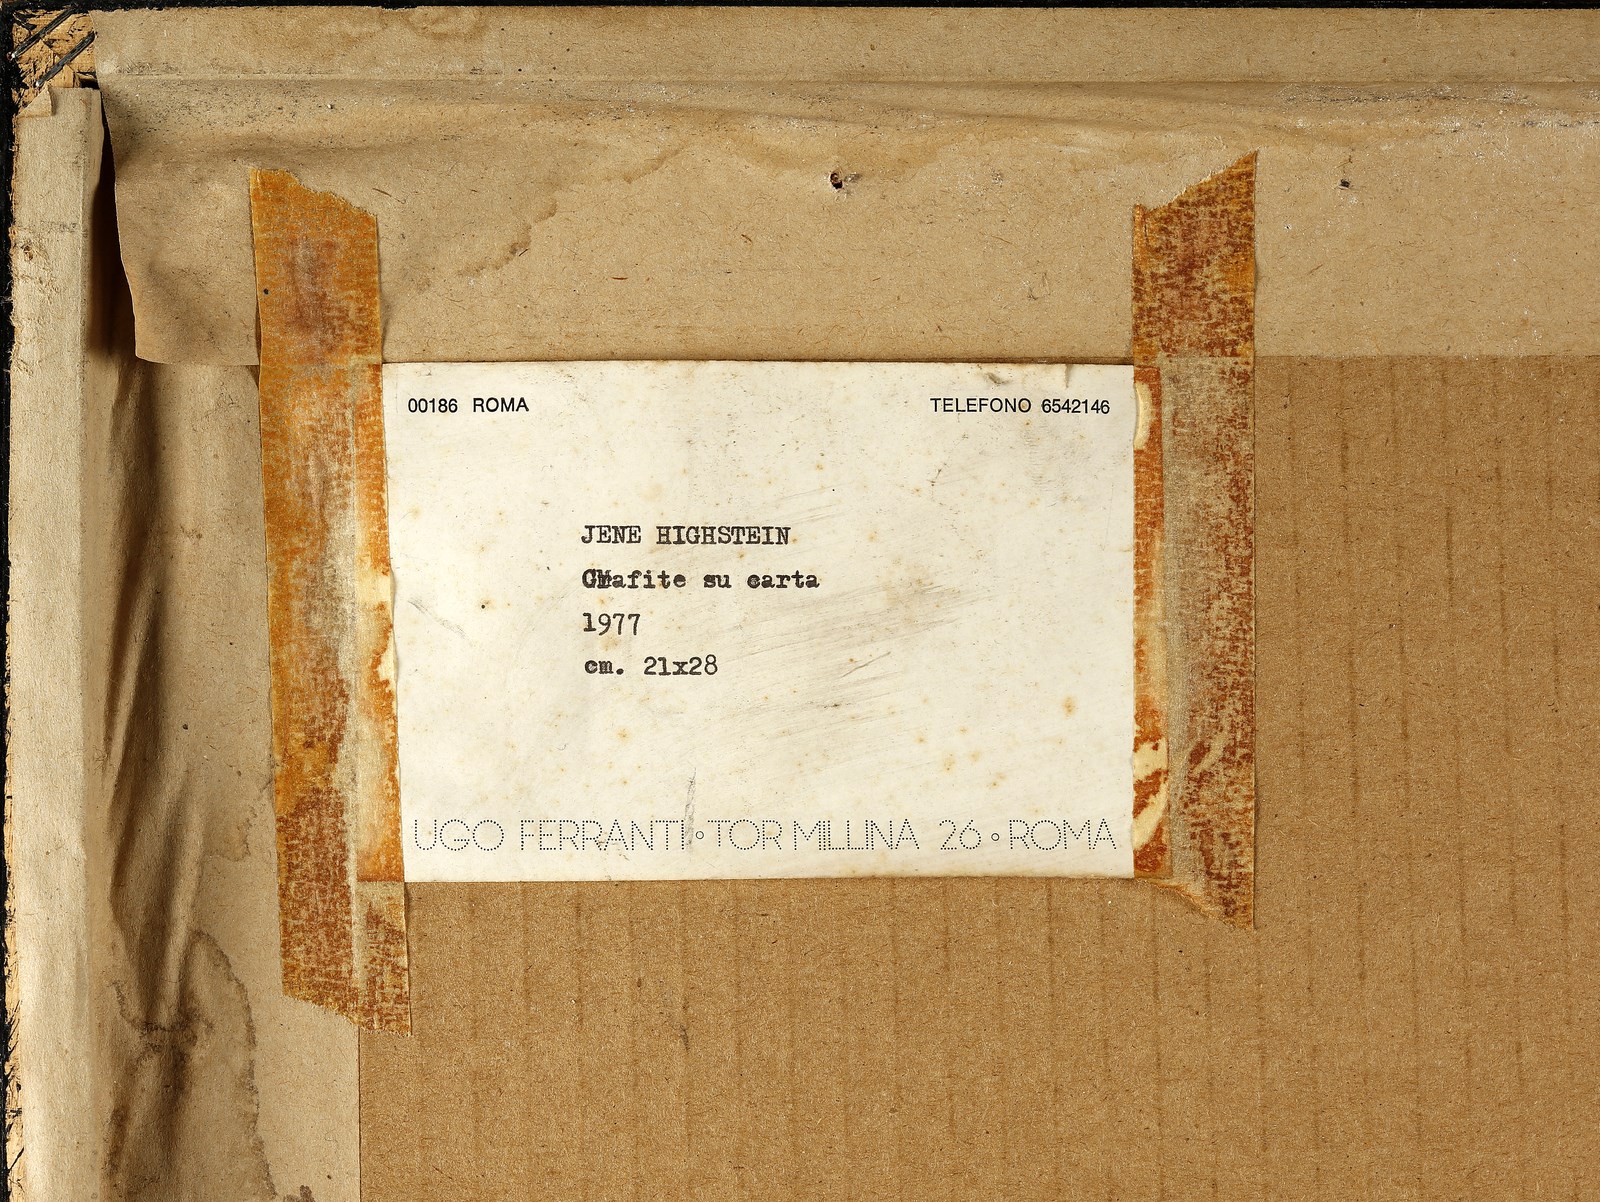 00186 ROMA TELEFONO 6542146
JENE HIGHSTEIN
Grafite su carta
1977
cm. 21x28
UGO FERRANTI ∘ TOR MILLINA 26 ∘ ROMA